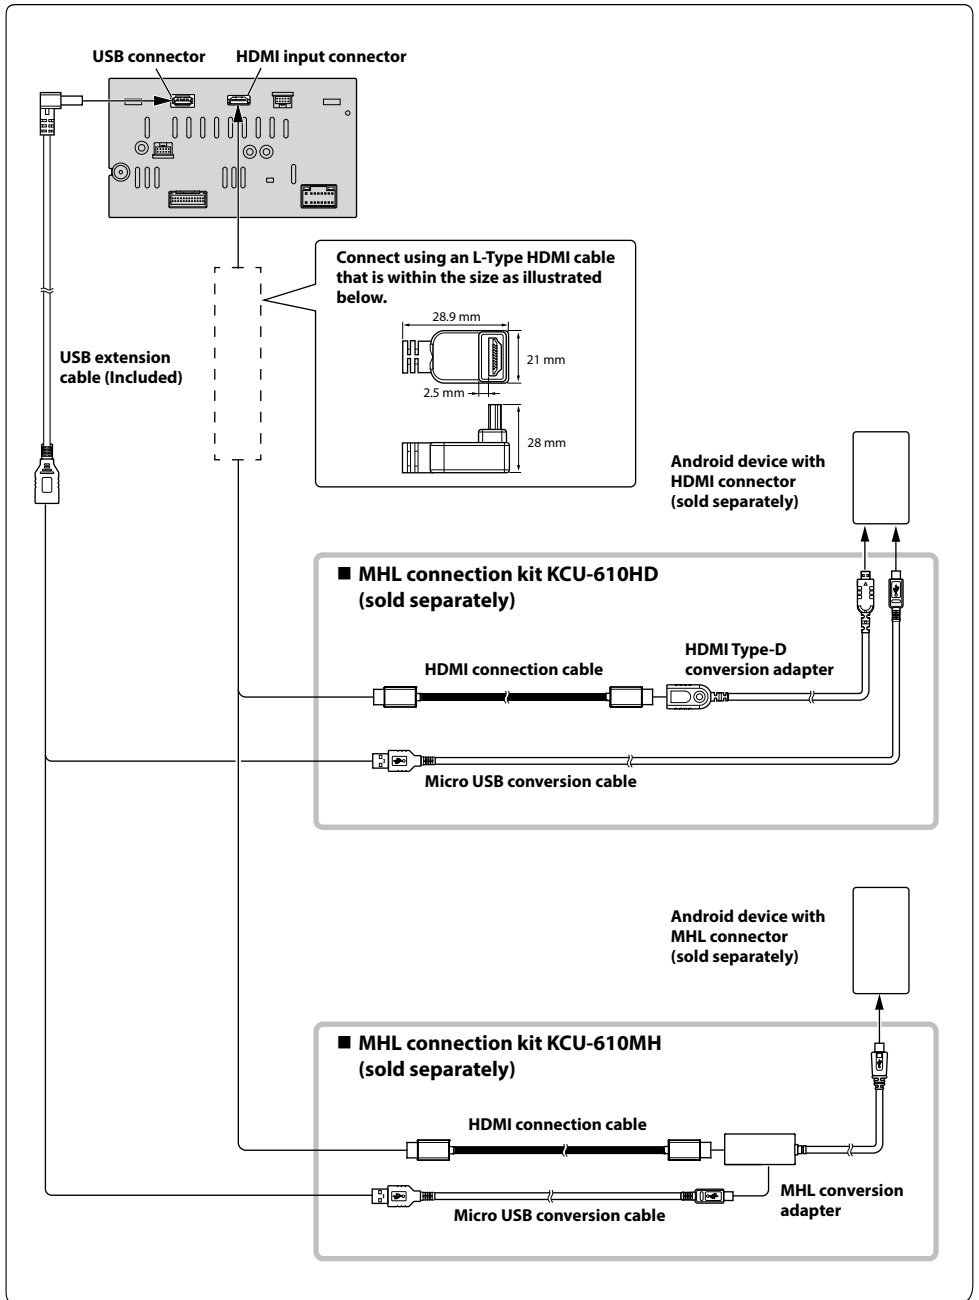 USB connector
HDMI input connector
Connect using an L-Type HDMI cable
that is within the size as illustrated
below.
28.9 mm
21 mm
2.5 mm
28 mm
USB extension
cable (Included)
Android device with
HDMI connector
(sold separately)
■ MHL connection kit KCU-610HD
(sold separately)
HDMI connection cable
HDMI Type-D
conversion adapter
Micro USB conversion cable
Android device with
MHL connector
(sold separately)
■ MHL connection kit KCU-610MH
(sold separately)
HDMI connection cable
MHL conversion
adapter
Micro USB conversion cable